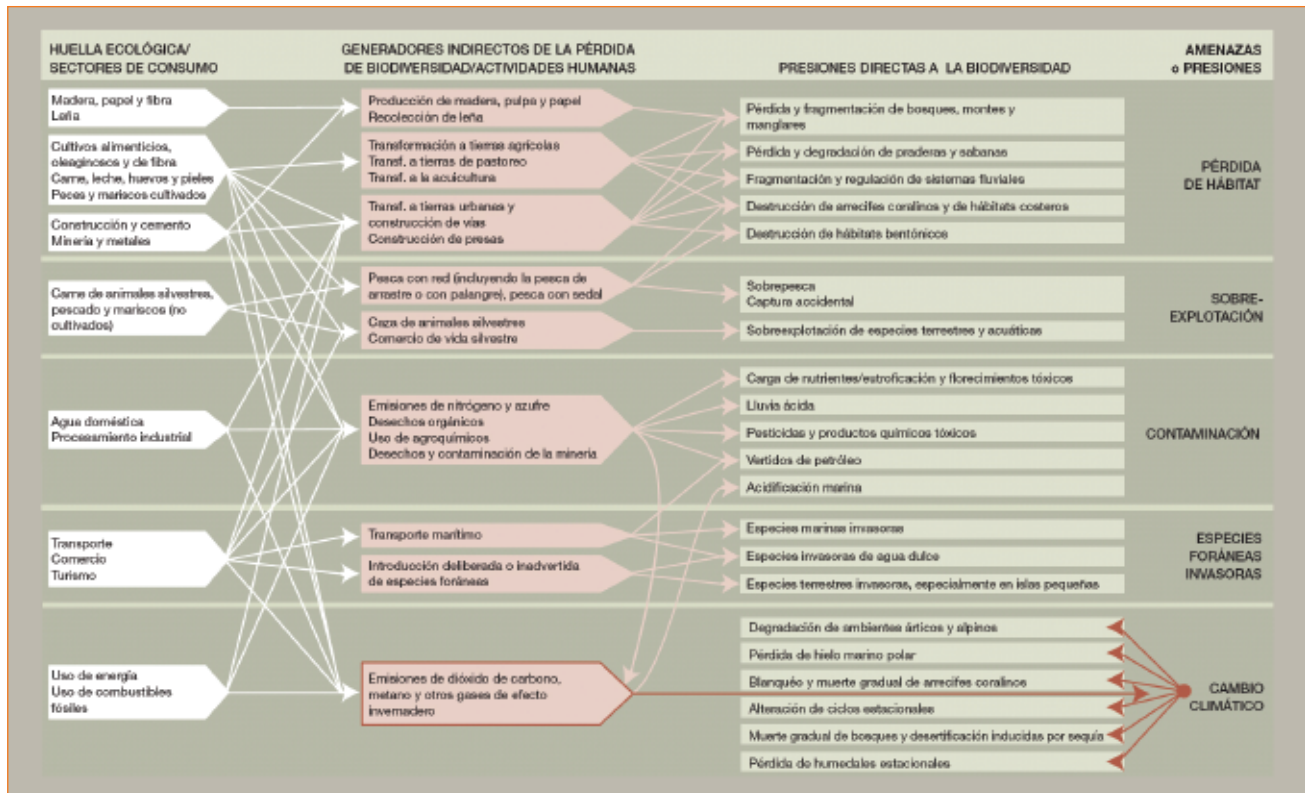 HUELLA ECOLÓGICA/
SECTORES DE CONSUMO
GENERADORES INDIRECTOS DE LA PÉRDIDA
DE BIODIVERSIDAD/ACTIVIDADES HUMANAS
PRESIONES DIRECTAS A LA BIODIVERSIDAD
AMENAZAS
o PRESIONES
Madera, papel y fibra
Leña
Cultivos alimenticios,
oleaginosos y de fibra
Carne, leche, huevos y pieles
Peces y mariscos cultivados
Construcción y cemento
Minería y metales
Producción de madera, pulpa y papel
Recolección de leña
Transformación a tierras agrícolas
Transf. a tierras de pastoreo
Transf. a la acuicultura
Transf. a tierras urbanas y
construcción de vías
Construcción de presas
Pérdida y fragmentación de bosques, montes y
manglares
Pérdida y degradación de praderas y sabanas
Fragmentación y regulación de sistemas fluviales
Destrucción de arrecifes coralinos y de hábitats costeros
Destrucción de hábitats bentónicos
PÉRDIDA
DE HÁBITAT
Carne de animales silvestres,
pescado y mariscos (no
cultivados)
Pesca con red (incluyendo la pesca de
arrastre o con palangre), pesca con sedal
Caza de animales silvestres
Comercio de vida silvestre
Sobrepesca
Captura accidental
Sobreexplotación de especies terrestres y acuáticas
SOBRE-
EXPLOTACIÓN
Agua doméstica
Procesamiento industrial
Emisiones de nitrógeno y azufre
Desechos orgánicos
Uso de agroquímicos
Desechos y contaminación de la minería
Carga de nutrientes/eutroficación y florecimientos tóxicos
Lluvia ácida
Pesticidas y productos químicos tóxicos
Vertidos de petróleo
Acidificación marina
CONTAMINACIÓN
Transporte
Comercio
Turismo
Transporte marítimo
Introducción deliberada o inadvertida
de especies foráneas
Especies marinas invasoras
Especies invasoras de agua dulce
Especies terrestres invasoras, especialmente en islas pequeñas
ESPECIES
FORÁNEAS
INVASORAS
Uso de energía
Uso de combustibles
fósiles
Emisiones de dióxido de carbono,
metano y otros gases de efecto
invernadero
Degradación de ambientes árticos y alpinos
Pérdida de hielo marino polar
Blanquéo y muerte gradual de arrecifes coralinos
Alteración de ciclos estacionales
Muerte gradual de bosques y desertificación inducidas por sequía
Pérdida de humedales estacionales
CAMBIO
CLIMÁTICO